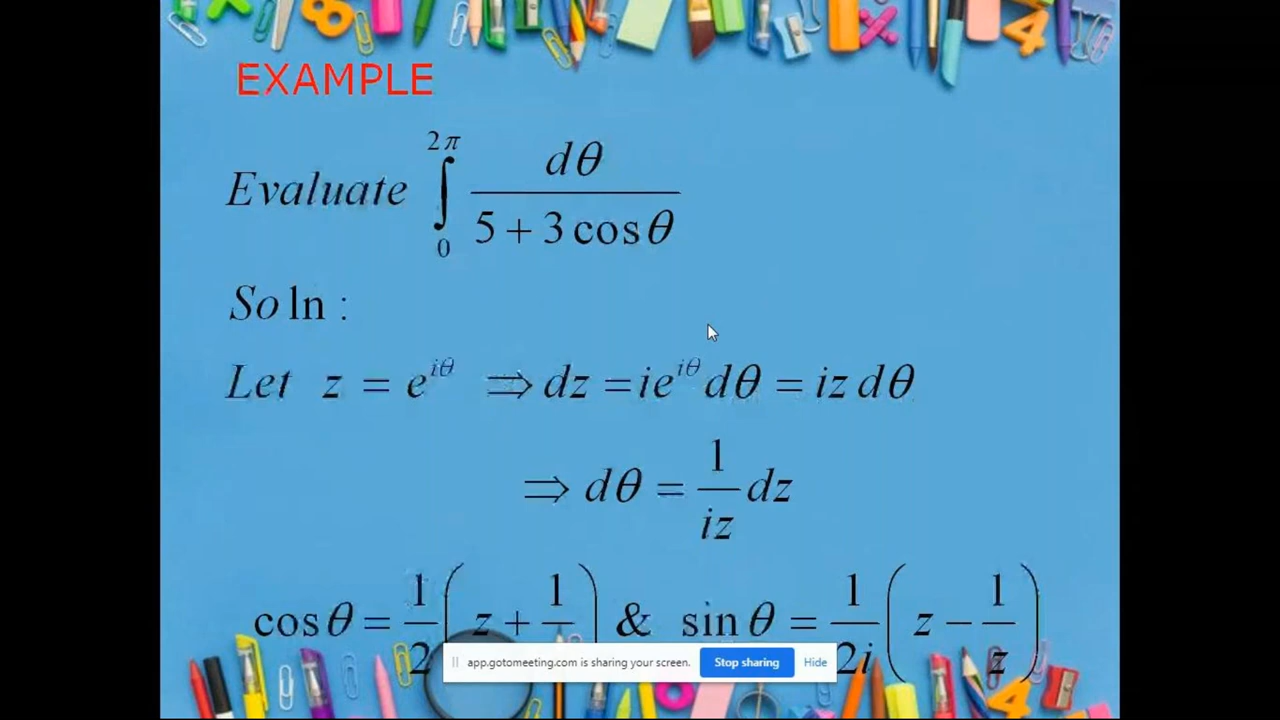 EXAMPLE
Evaluate ∫₀^{2π} dθ / (5 + 3 cos θ)
Soln :
Let z = e^{iθ} ⇒ dz = ie^{iθ} dθ = iz dθ
⇒ dθ = 1/(iz) dz
cos θ = 1/2 ( z + 1/ ) & sin θ = 1/2i ( z − 1/z )
app.gotomeeting.com is sharing your screen. Stop sharing Hide